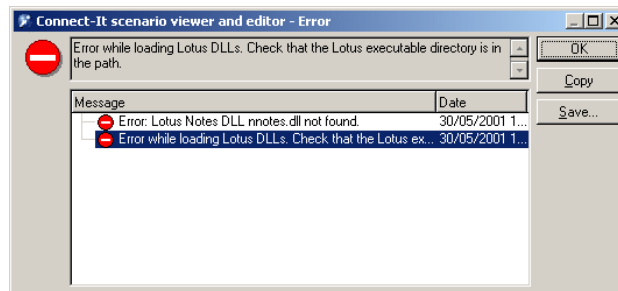 Connect-It scenario viewer and editor - Error
Error while loading Lotus DLLs. Check that the Lotus executable directory is in
the path.
OK
Copy
Save...
Message Date
Error: Lotus Notes DLL nnotes.dll not found. 30/05/2001 1...
Error while loading Lotus DLLs. Check that the Lotus ex... 30/05/2001 1...